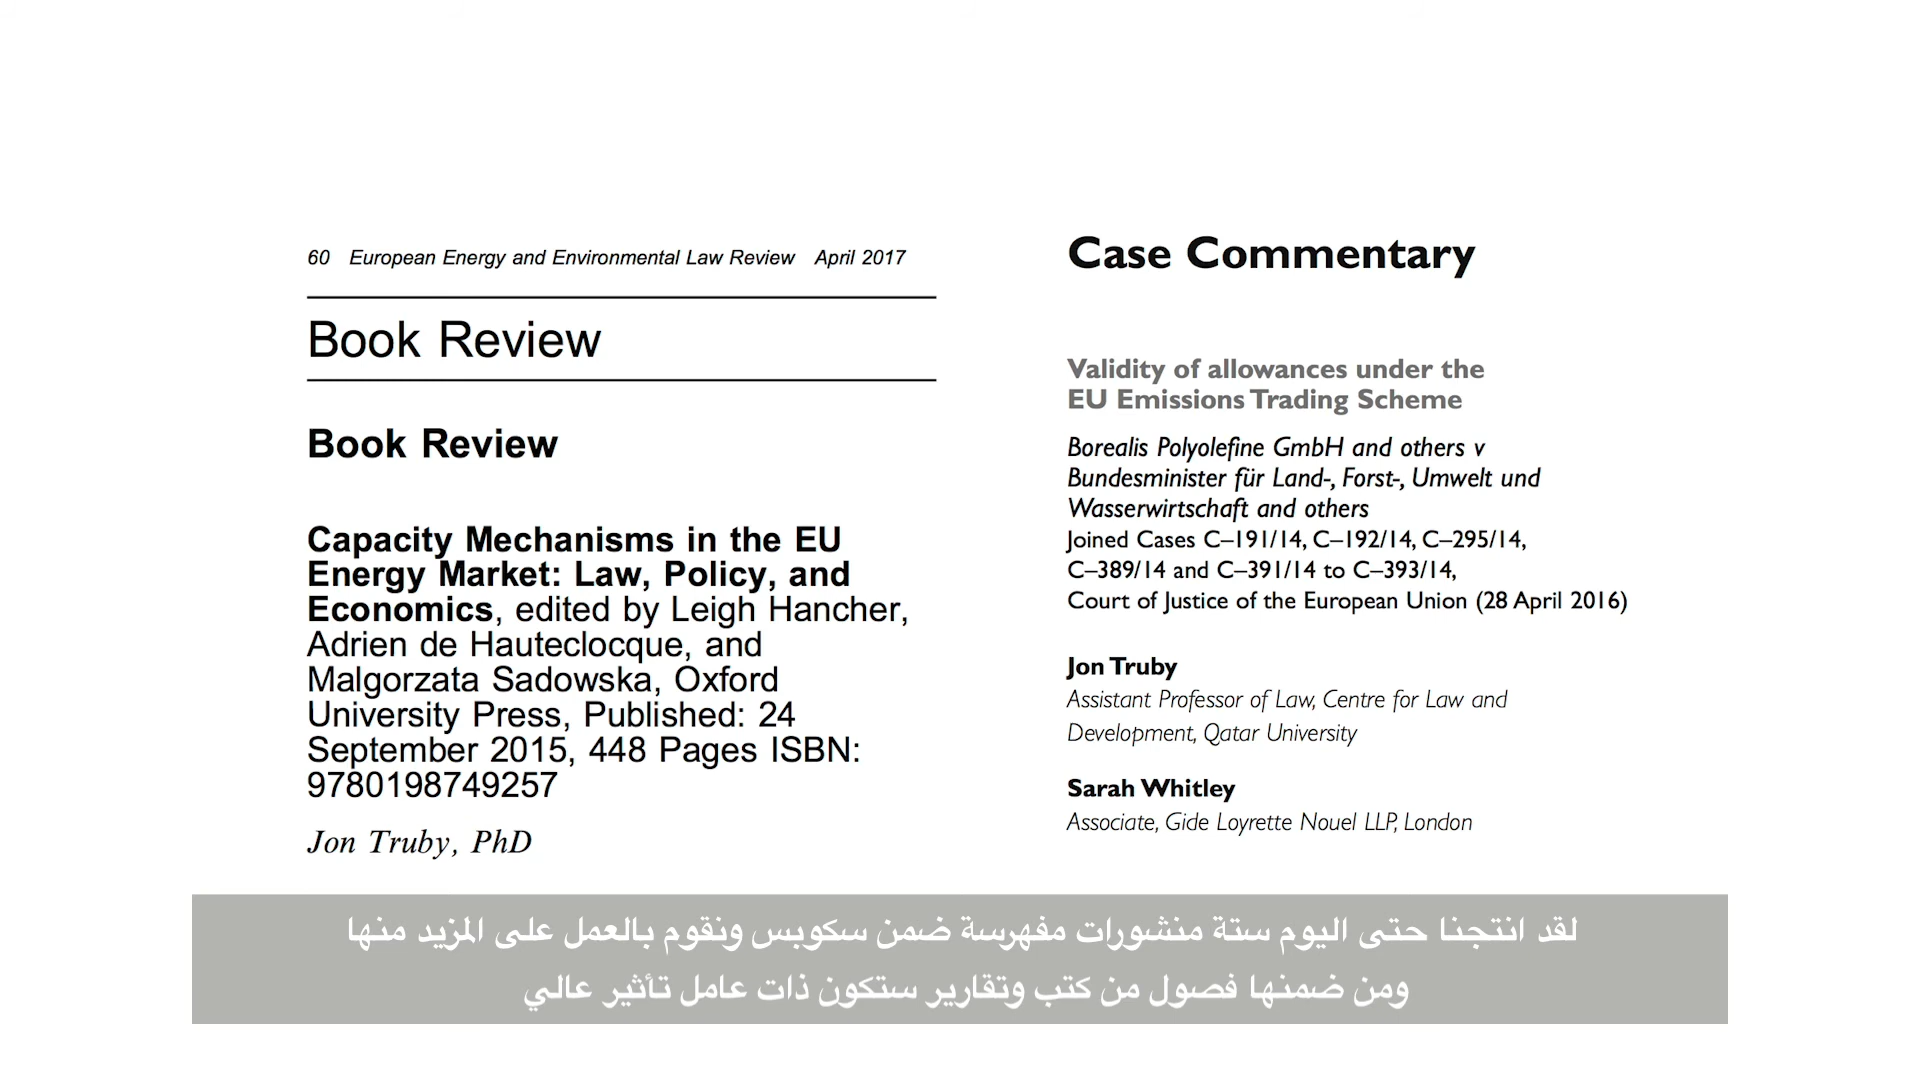 60 European Energy and Environmental Law Review April 2017
Book Review
Book Review
Capacity Mechanisms in the EU
Energy Market: Law, Policy, and
Economics, edited by Leigh Hancher,
Adrien de Hauteclocque, and
Malgorzata Sadowska, Oxford
University Press, Published: 24
September 2015, 448 Pages ISBN:
9780198749257
Jon Truby, PhD
Case Commentary
Validity of allowances under the
EU Emissions Trading Scheme
Borealis Polyolefine GmbH and others v
Bundesminister für Land-, Forst-, Umwelt und
Wasserwirtschaft and others
Joined Cases C–191/14, C–192/14, C–295/14,
C–389/14 and C–391/14 to C–393/14,
Court of Justice of the European Union (28 April 2016)
Jon Truby
Assistant Professor of Law, Centre for Law and
Development, Qatar University
Sarah Whitley
Associate, Gide Loyrette Nouel LLP, London
لقد انتجنا حتى اليوم ستة منشورات مفهرسة ضمن سكوبس ونقوم بالعمل على المزيد منها
ومن ضمنها فصول من كتب وتقارير ستكون ذات عامل تأثير عالي